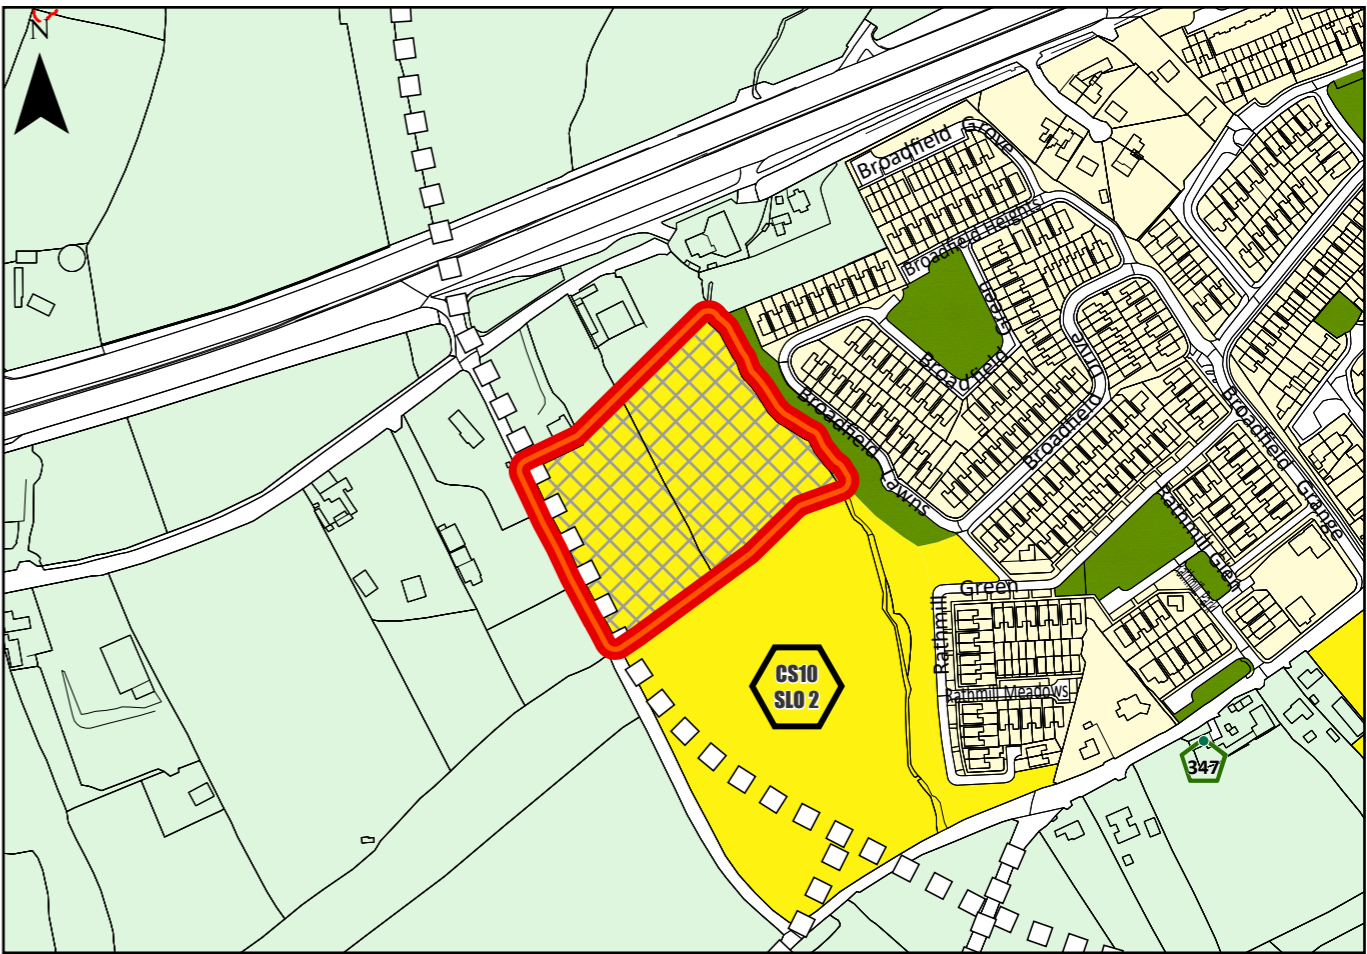 N
Broadfield Grove
Broadfield Heights
Broadfield Green
Broadfield Drive
Broadfield Lawns
Broadfield Grange
Rathmill Glen
Rathmill Green
Rathmill Meadows
CS10
SLO 2
347